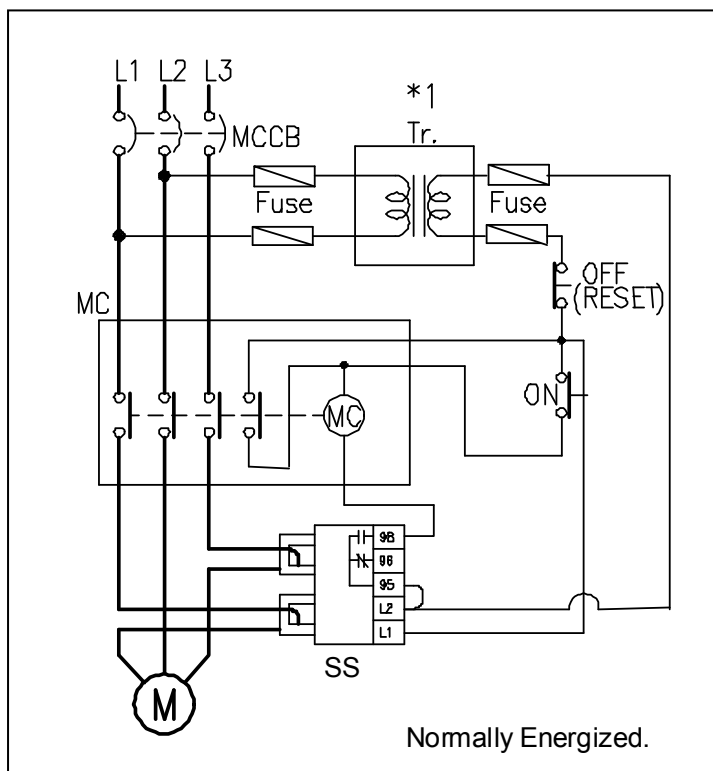 L1 L2 L3
*1
Tr.
MCCB
Fuse
Fuse
OFF
(RESET)
MC
ON
MC
98
96
95
L2
L1
SS
M
Normally Energized.